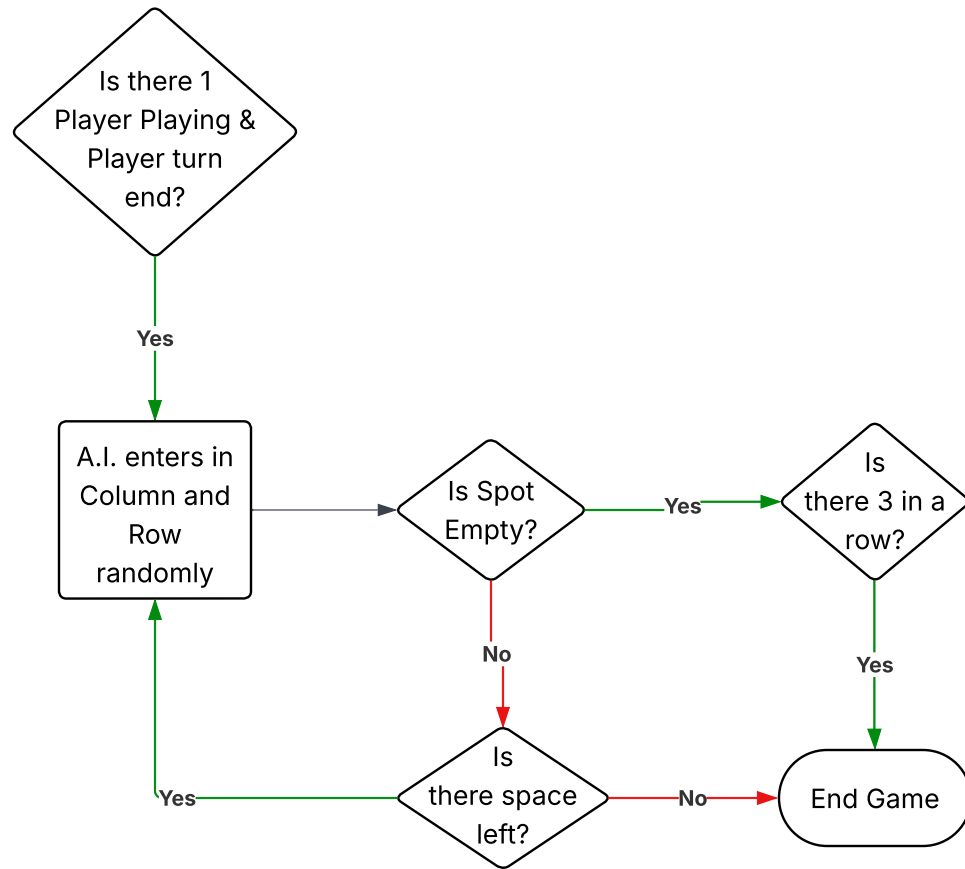 Is there 1
Player Playing &
Player turn
end?
Yes
A.I. enters in
Column and
Row
randomly
Is Spot
Empty?
Yes
Is
there 3 in a
row?
No
Yes
Is
there space
left?
Yes
No
End Game